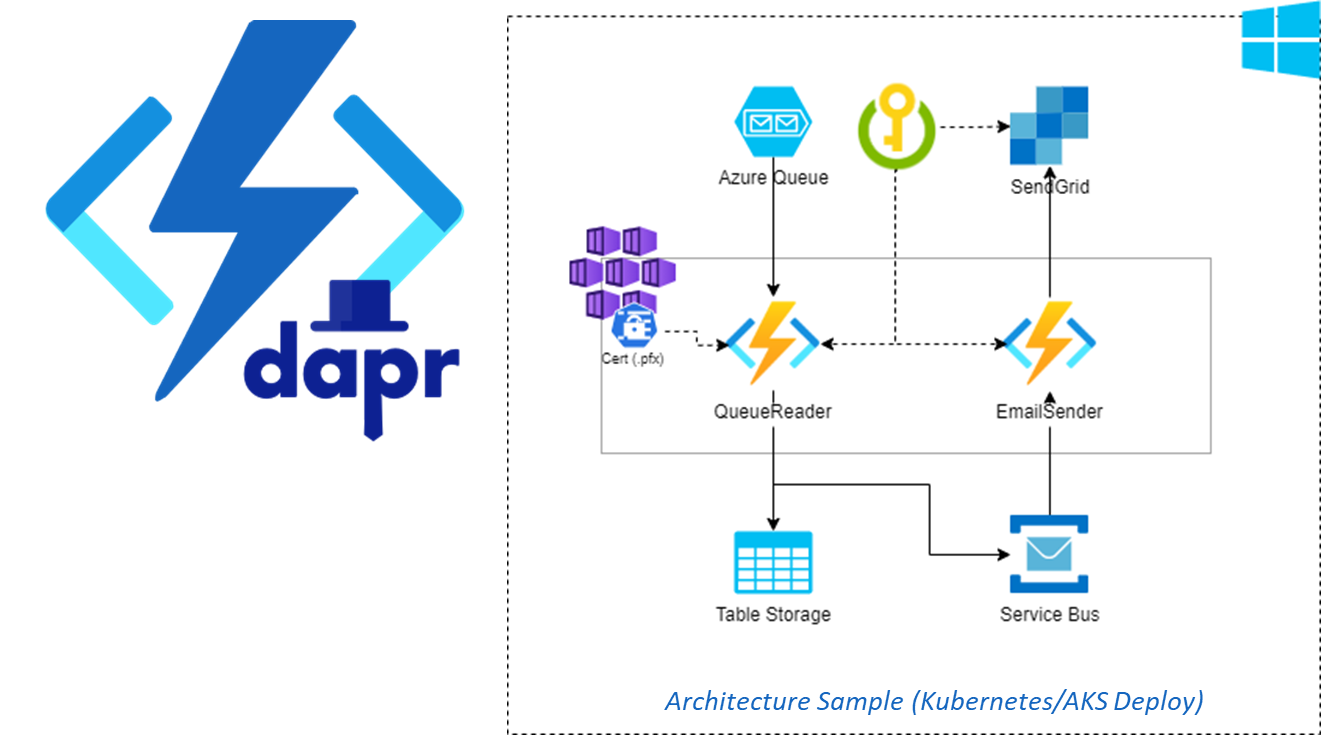 dapr
Azure Queue
SendGrid
Cert (.pfx)
QueueReader
EmailSender
Table Storage
Service Bus
Architecture Sample (Kubernetes/AKS Deploy)